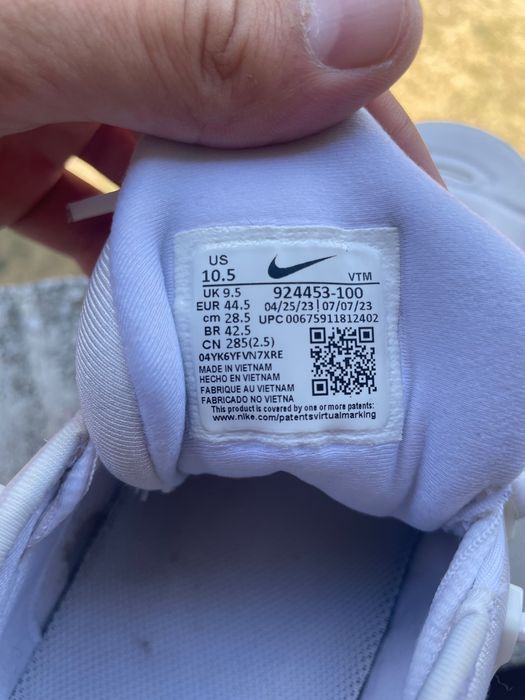 US
10.5
VTM
UK 9.5
924453-100
EUR 44.5
04/25/23 | 07/07/23
cm 28.5
UPC 00675911812402
BR 42.5
CN 285(2.5)
04YK6YFVN7XRE
MADE IN VIETNAM
HECHO EN VIETNAM
FABRIQUE AU VIETNAM
FABRICADO NO VIETNA
This product is covered by one or more patents:
www.nike.com/patentsvirtualmarking